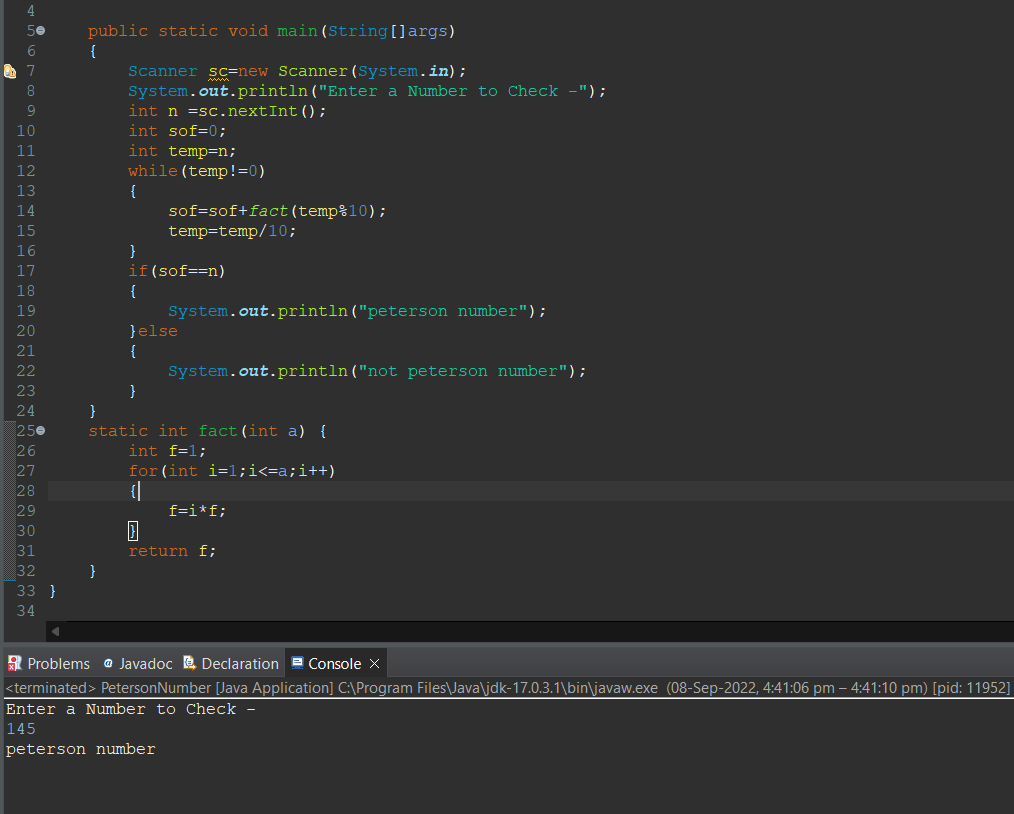 4
5 public static void main(String[]args)
6 {
7 Scanner sc=new Scanner(System.in);
8 System.out.println("Enter a Number to Check -");
9 int n =sc.nextInt();
10 int sof=0;
11 int temp=n;
12 while(temp!=0)
13 {
14 sof=sof+fact(temp%10);
15 temp=temp/10;
16 }
17 if(sof==n)
18 {
19 System.out.println("peterson number");
20 }else
21 {
22 System.out.println("not peterson number");
23 }
24 }
25 static int fact(int a) {
26 int f=1;
27 for(int i=1;i<=a;i++)
28 {
29 f=i*f;
30 }
31 return f;
32 }
33 }
34
Problems Javadoc Declaration Console
<terminated> PetersonNumber [Java Application] C:\Program Files\Java\jdk-17.0.3.1\bin\javaw.exe (08-Sep-2022, 4:41:06 pm – 4:41:10 pm) [pid: 11952]
Enter a Number to Check -
145
peterson number